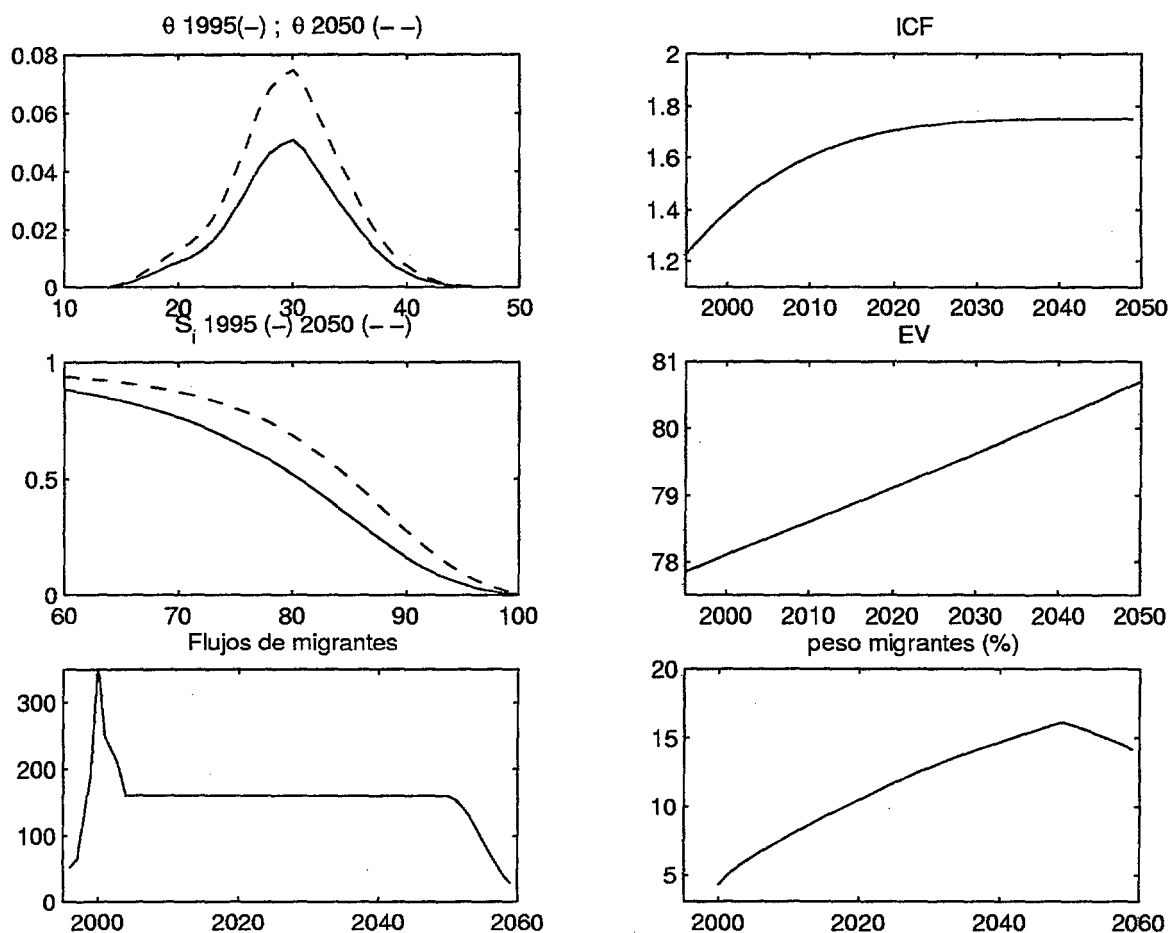 θ 1995(–) ; θ 2050 (– –)
0.08
0.06
0.04
0.02
0
10 20 30 40 50
ICF
2
1.8
1.6
1.4
1.2
2000 2010 2020 2030 2040 2050
S_i 1995 (–) 2050 (– –)
1
0.5
0
60 70 80 90 100
EV
81
80
79
78
2000 2010 2020 2030 2040 2050
Flujos de migrantes
300
200
100
0
2000 2020 2040 2060
peso migrantes (%)
20
15
10
5
2000 2020 2040 2060